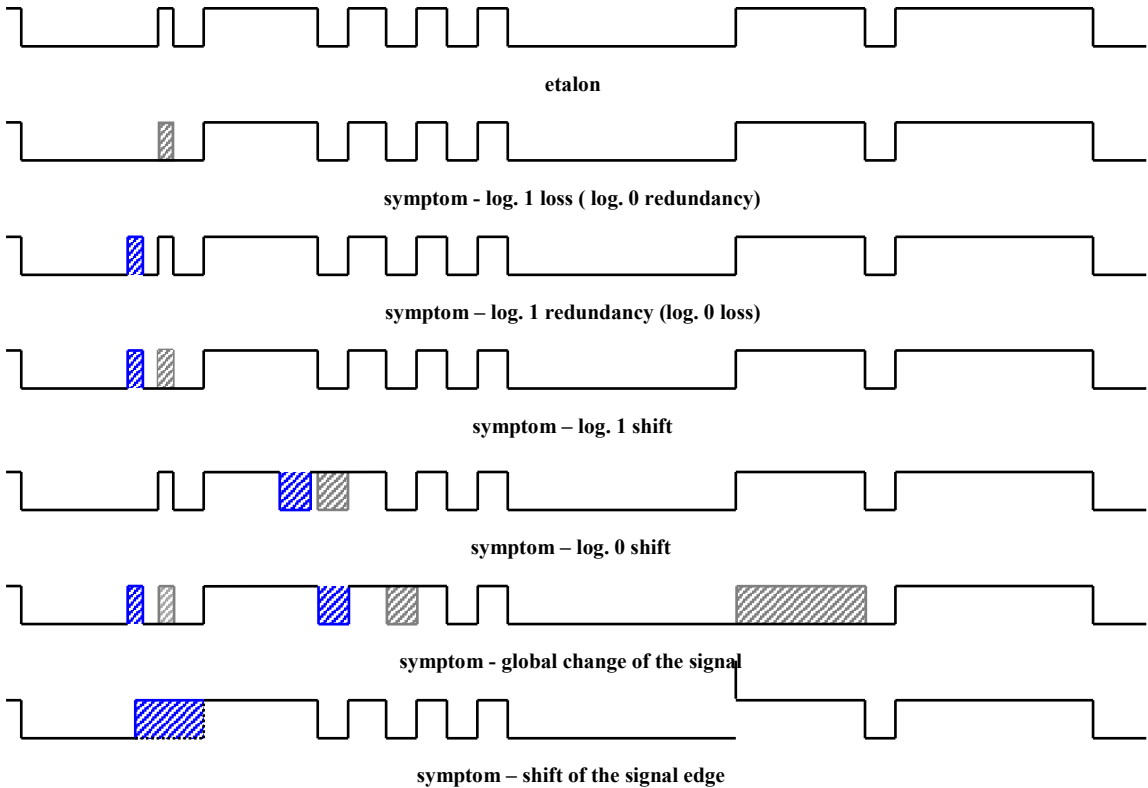 etalon
symptom - log. 1 loss ( log. 0 redundancy)
symptom – log. 1 redundancy (log. 0 loss)
symptom – log. 1 shift
symptom – log. 0 shift
symptom - global change of the signal
symptom – shift of the signal edge